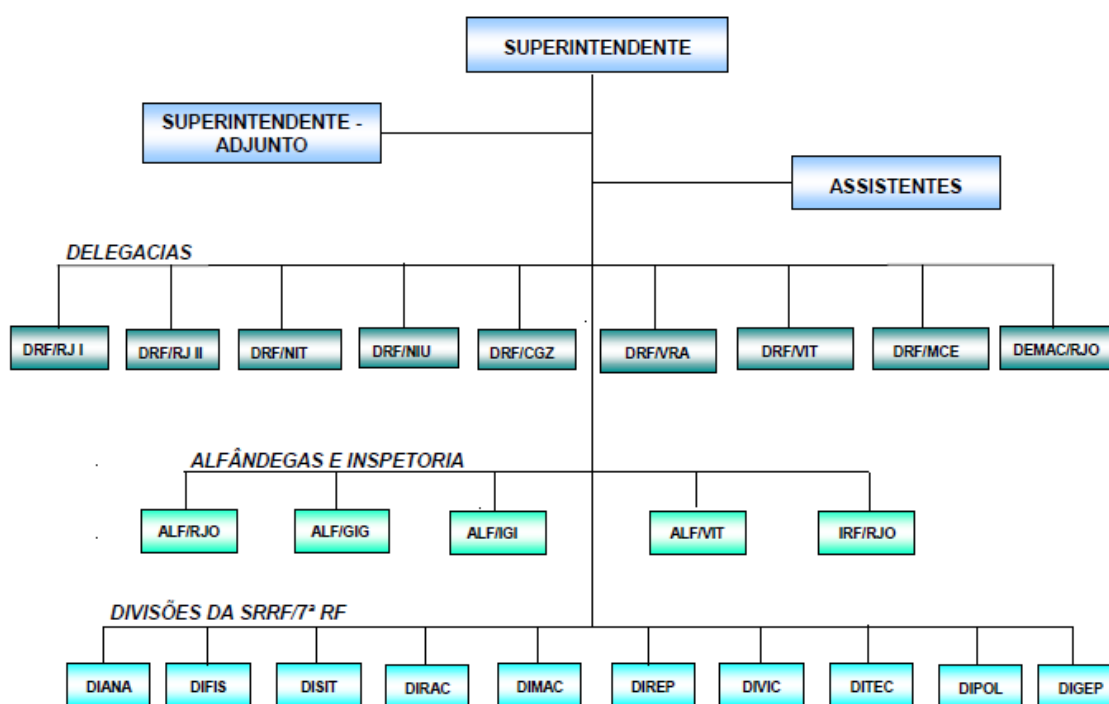 SUPERINTENDENTE
SUPERINTENDENTE -
ADJUNTO
ASSISTENTES
DELEGACIAS
DRF/RJ I
DRF/RJ II
DRF/NIT
DRF/NIU
DRF/CGZ
DRF/VRA
DRF/VIT
DRF/MCE
DEMAC/RJO
ALFÂNDEGAS E INSPETORIA
ALF/RJO
ALF/GIG
ALF/IGI
ALF/VIT
IRF/RJO
DIVISÕES DA SRRF/7ª RF
DIANA
DIFIS
DISIT
DIRAC
DIMAC
DIREP
DIVIC
DITEC
DIPOL
DIGEP